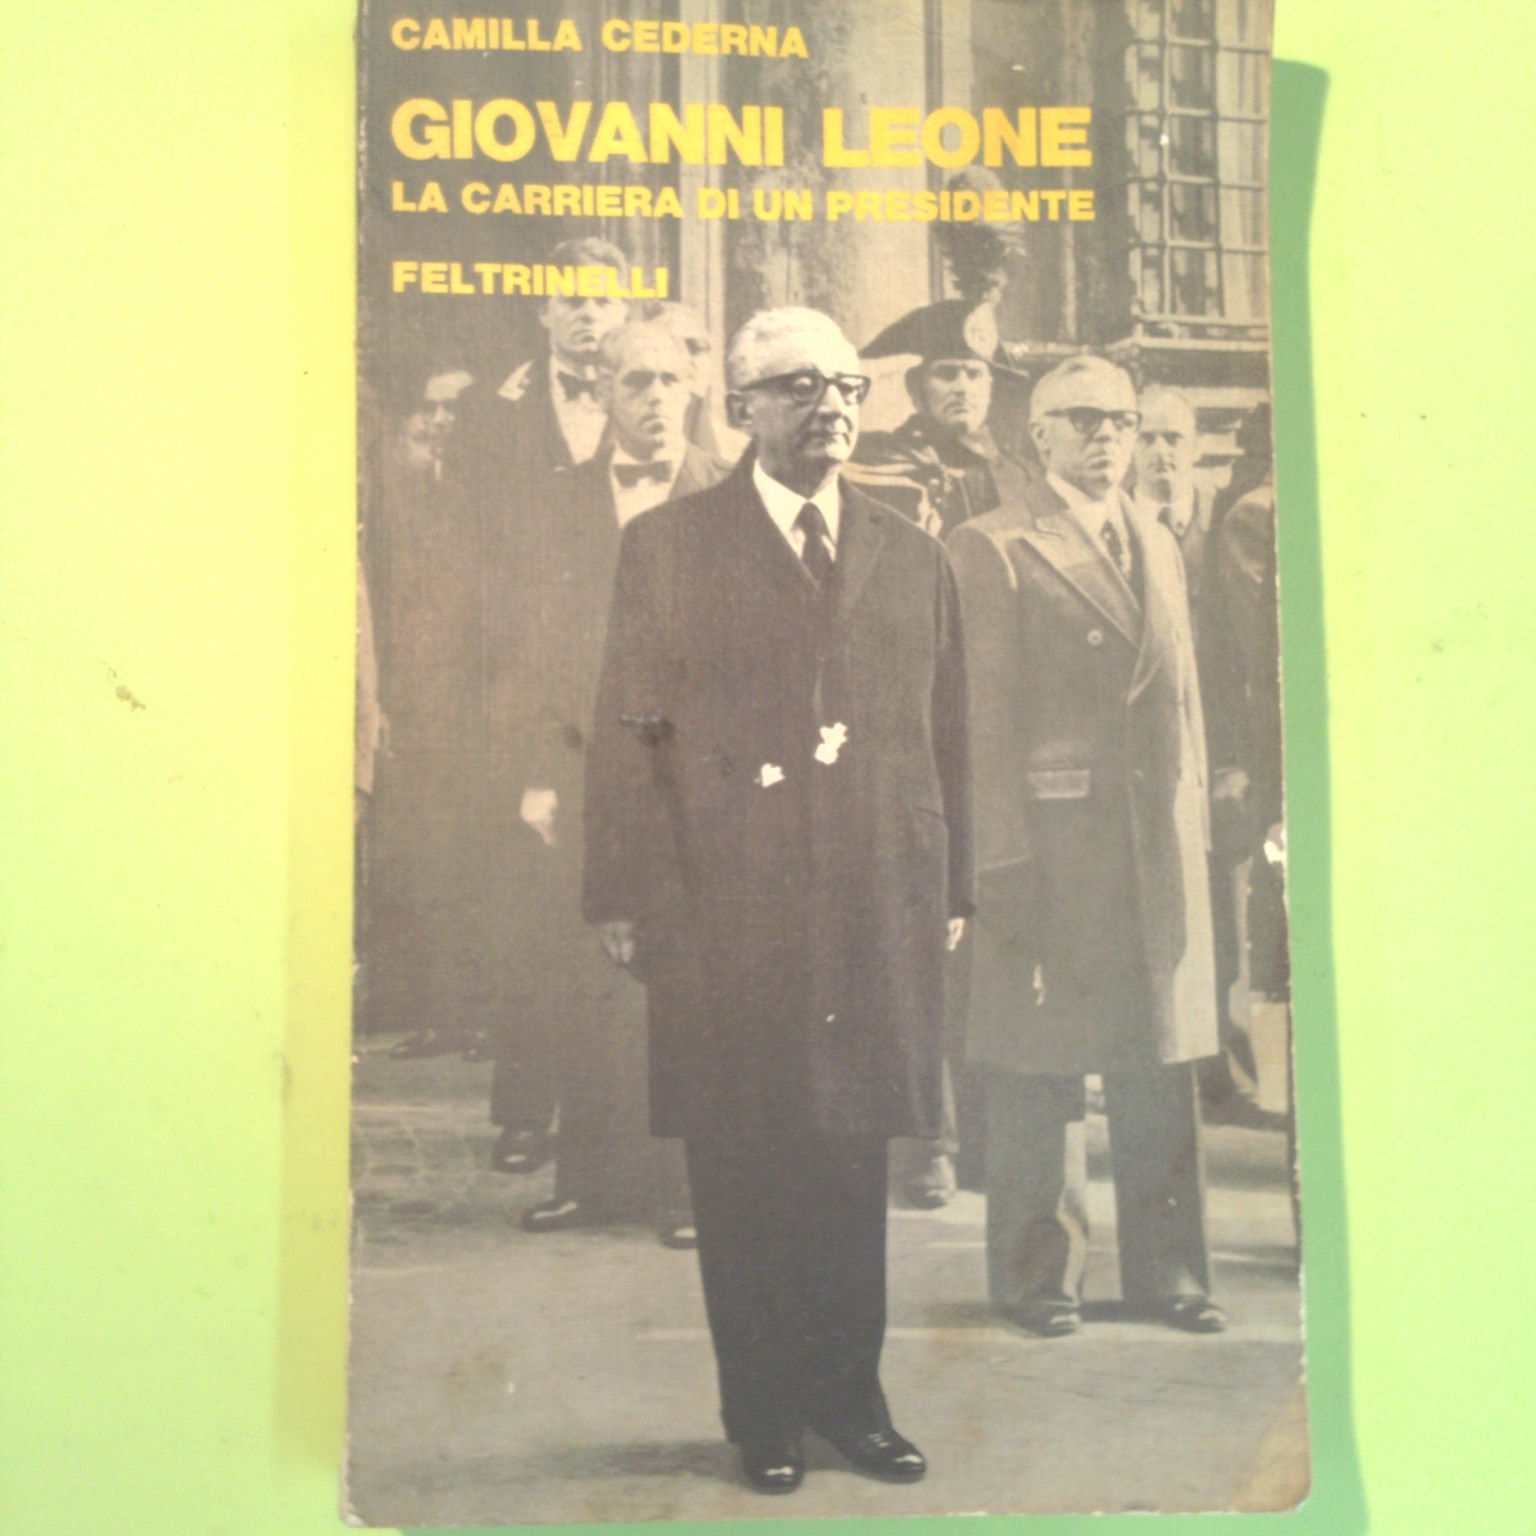 CAMILLA CEDERNA
GIOVANNI LEONE
LA CARRIERA DI UN PRESIDENTE
FELTRINELLI